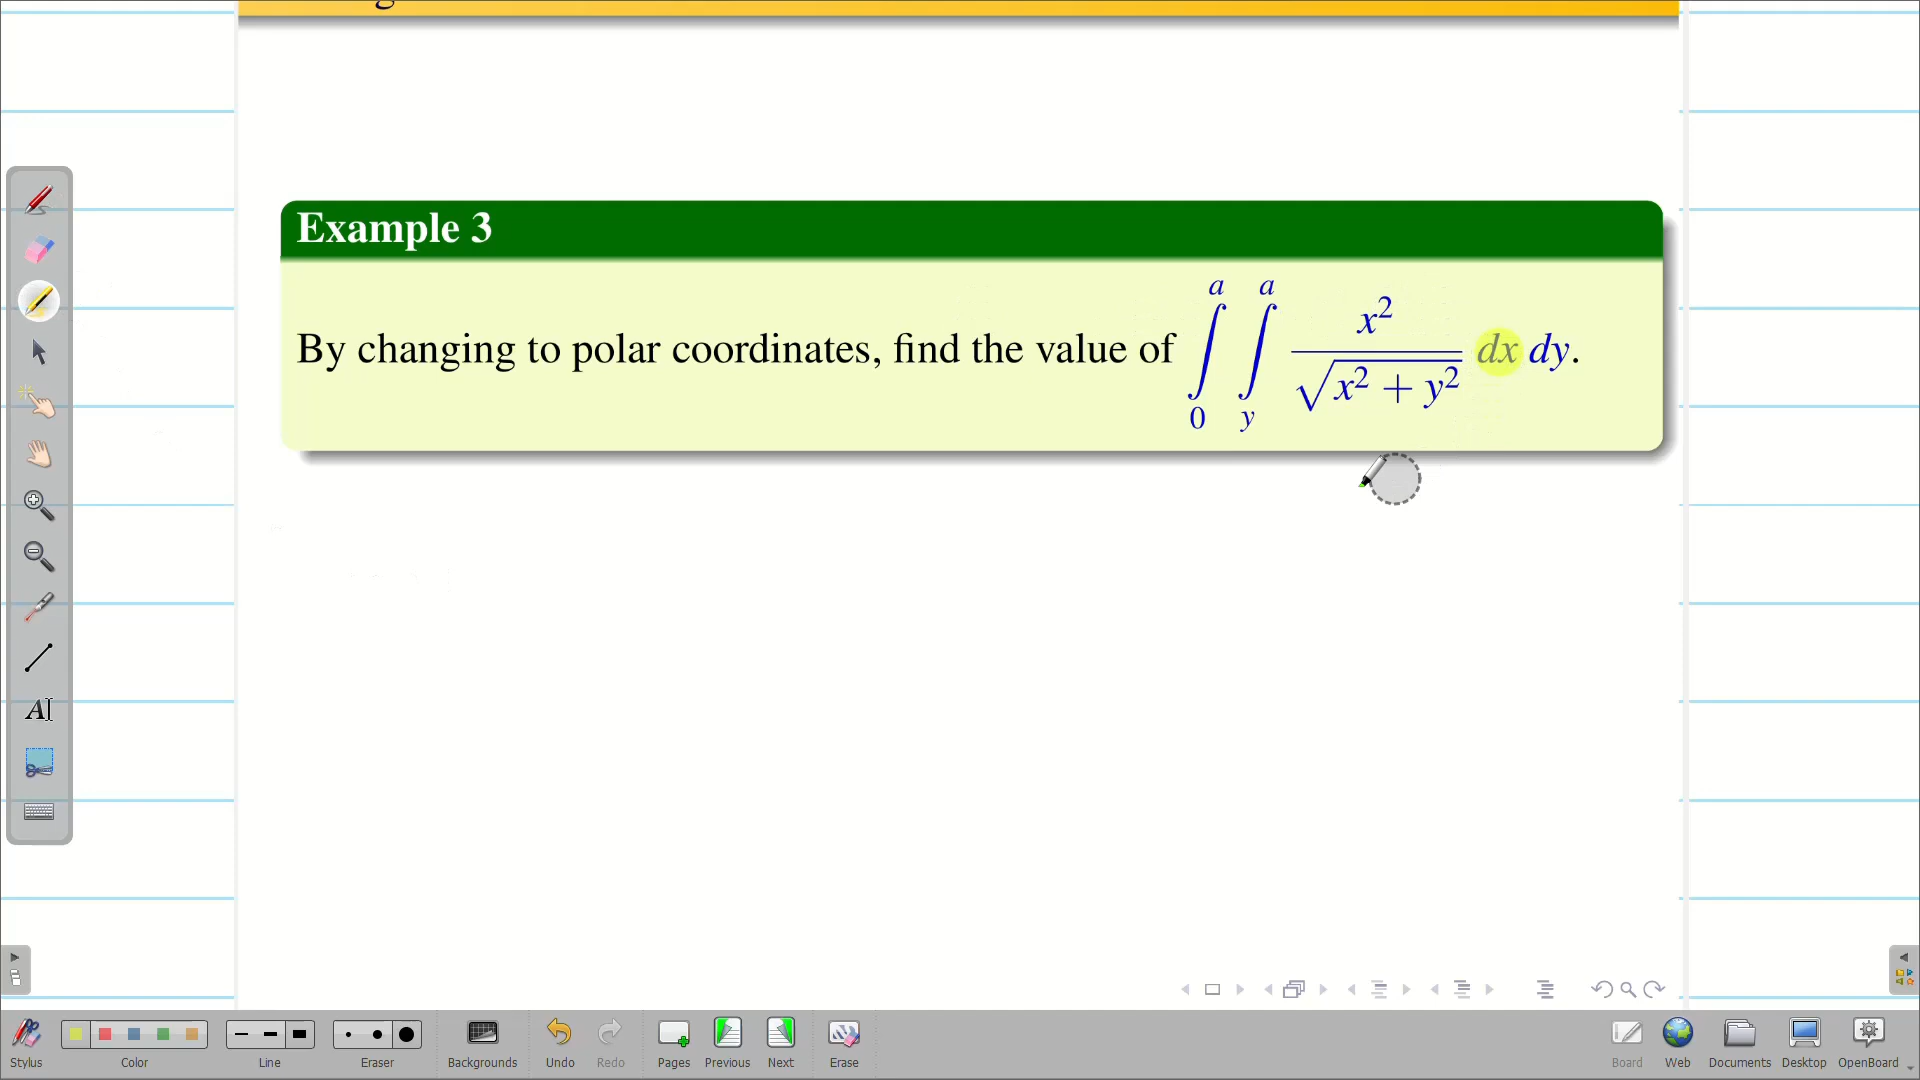 Example 3
By changing to polar coordinates, find the value of ∫₀ᵃ ∫ᵧᵃ x²/√(x² + y²) dx dy.
Stylus Color Line Eraser Backgrounds Undo Redo Pages Previous Next Erase Board Web Documents Desktop OpenBoard